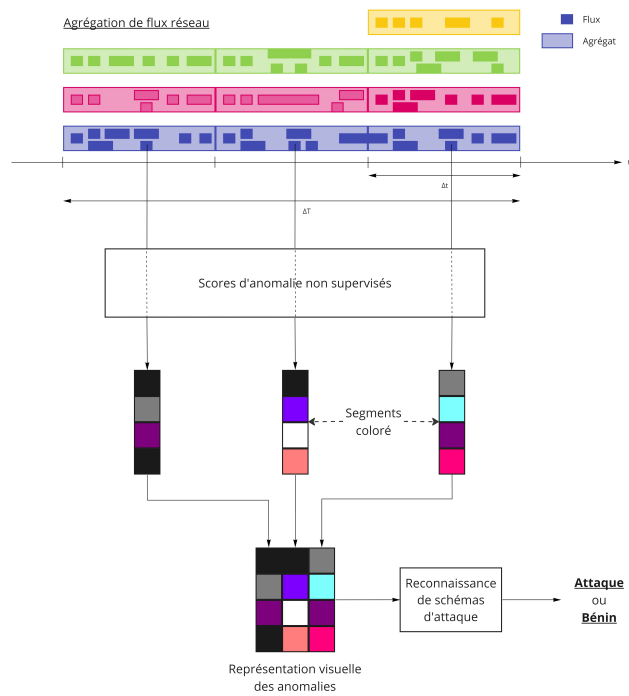 Agrégation de flux réseau
Flux
Agrégat
Δt
ΔT
Scores d'anomalie non supervisés
Segments
coloré
Reconnaissance
de schémas
d'attaque
Attaque
ou
Bénin
Représentation visuelle
des anomalies